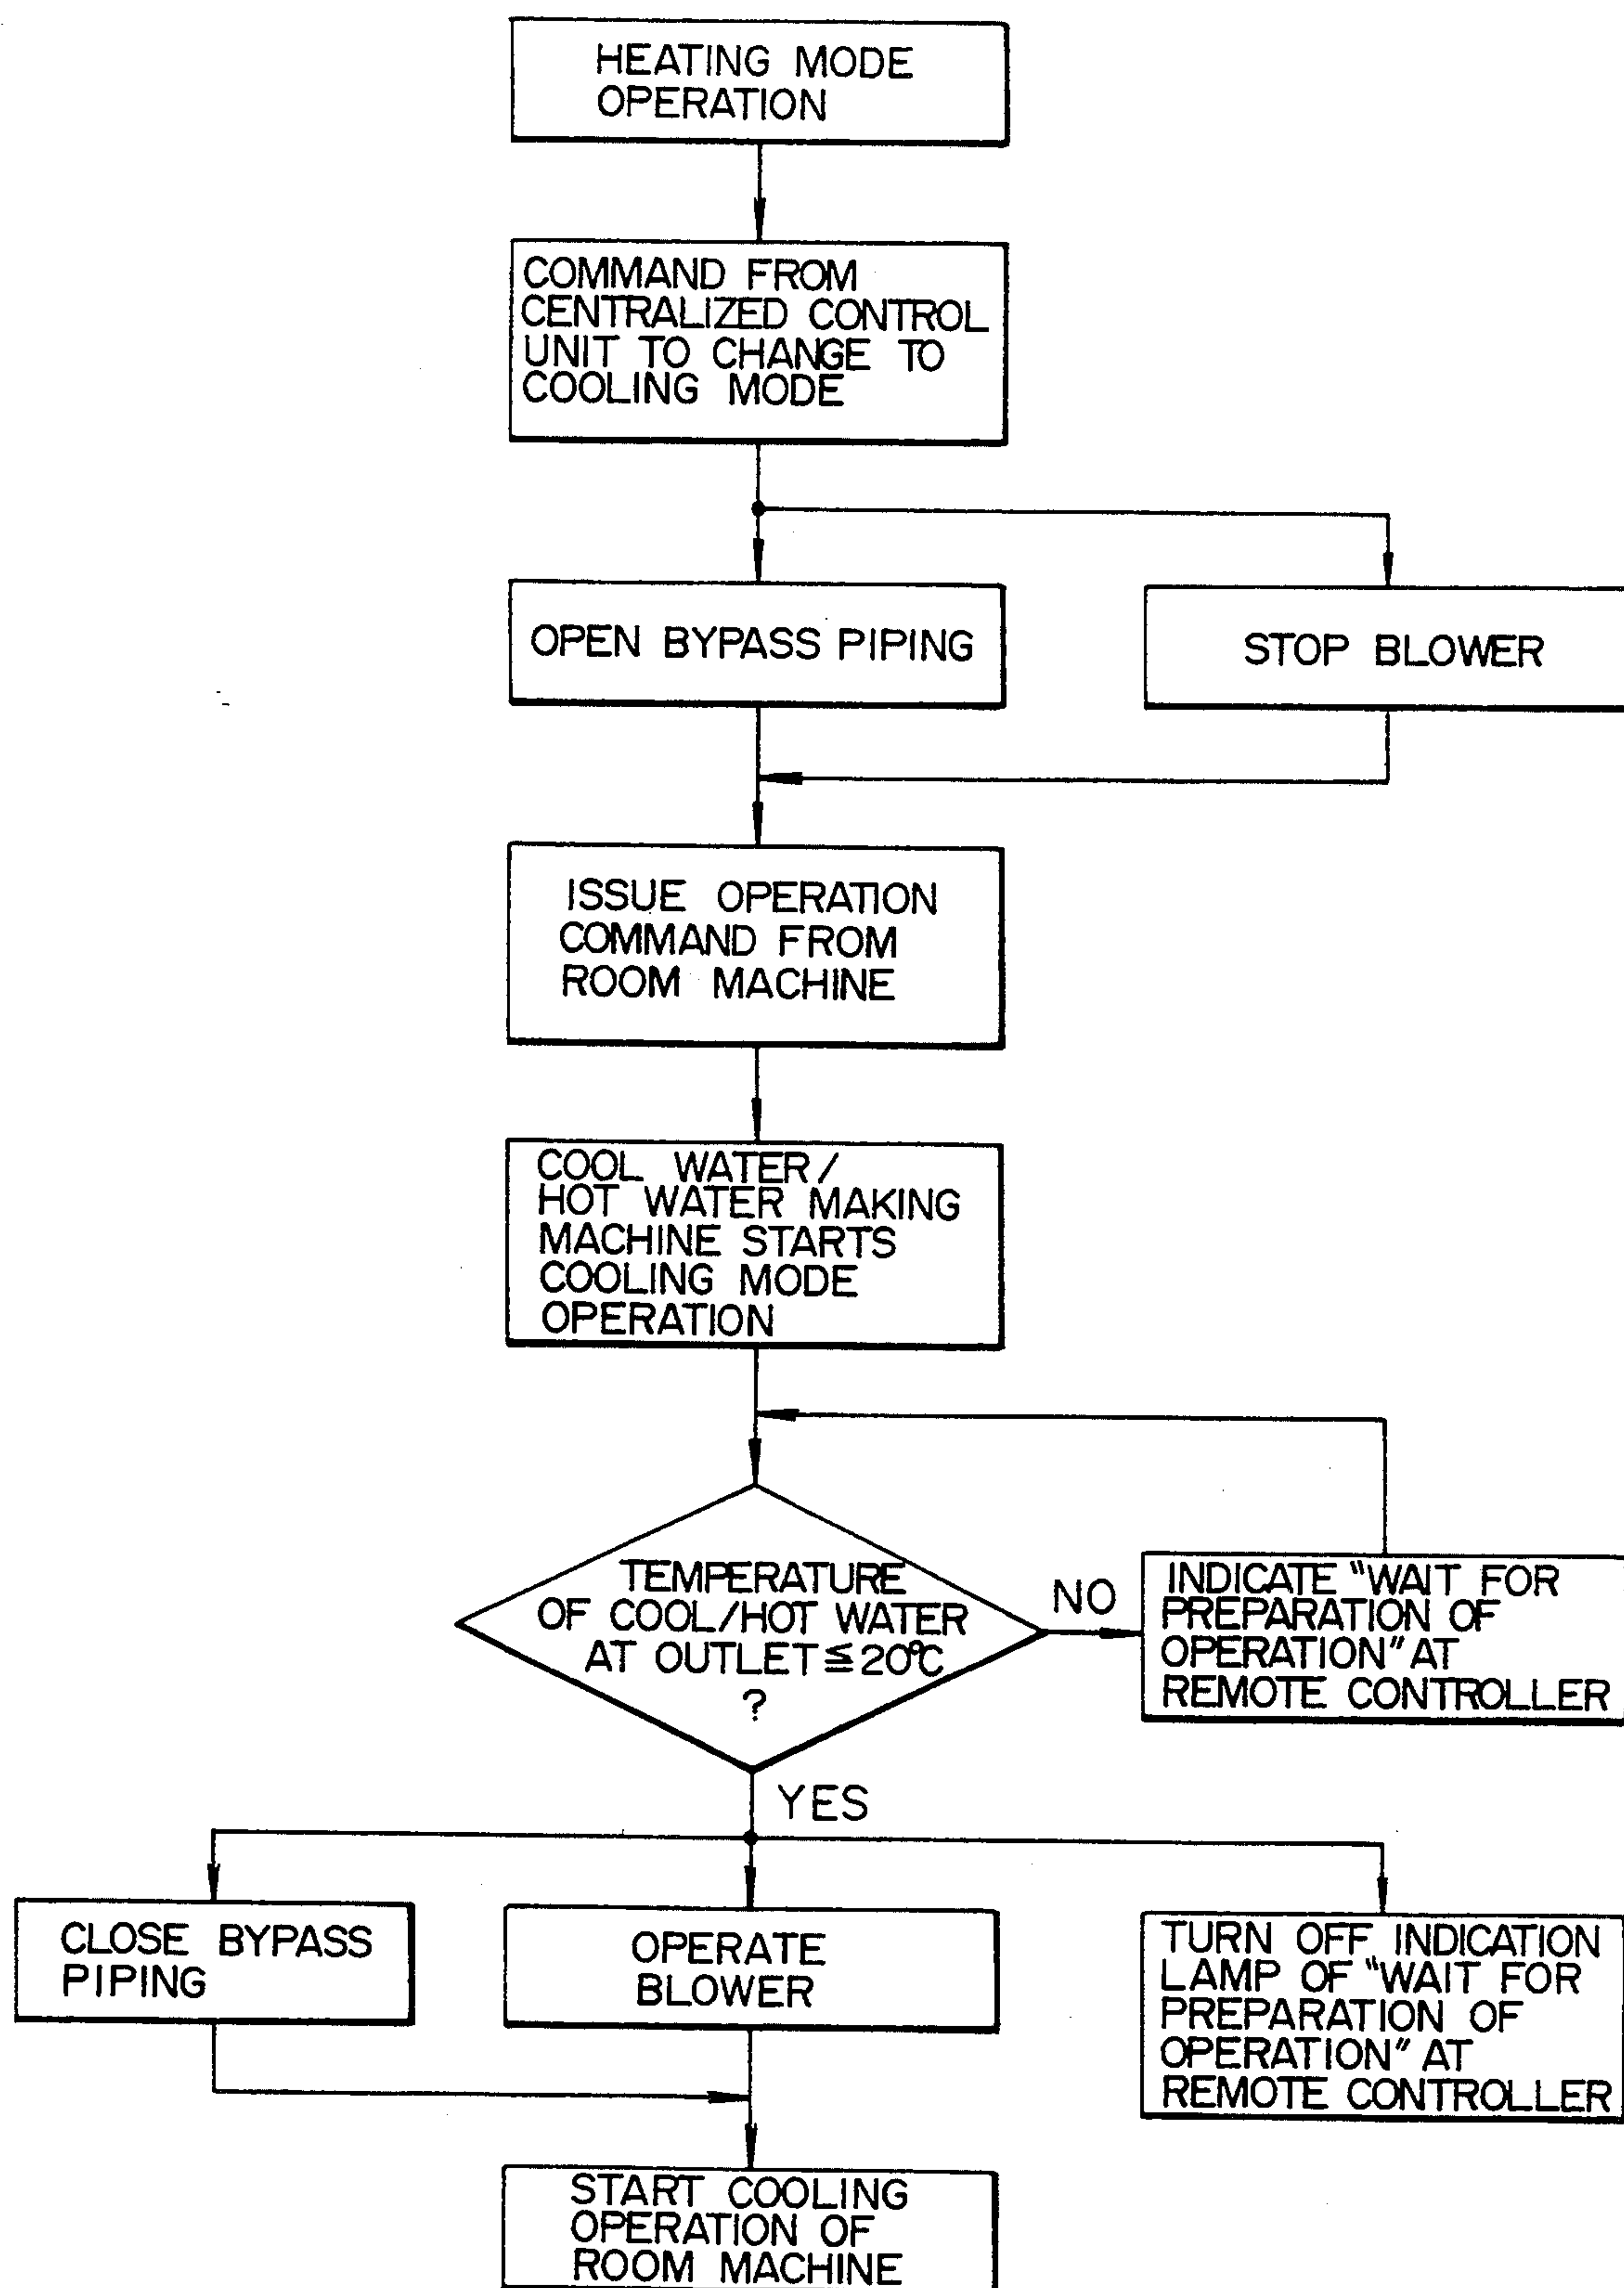 HEATING MODE
OPERATION
COMMAND FROM
CENTRALIZED CONTROL
UNIT TO CHANGE TO
COOLING MODE
OPEN BYPASS PIPING
STOP BLOWER
ISSUE OPERATION
COMMAND FROM
ROOM MACHINE
COOL WATER/
HOT WATER MAKING
MACHINE STARTS
COOLING MODE
OPERATION
TEMPERATURE
OF COOL/HOT WATER
AT OUTLET≦20°C
?
NO
INDICATE "WAIT FOR
PREPARATION OF
OPERATION" AT
REMOTE CONTROLLER
YES
CLOSE BYPASS
PIPING
OPERATE
BLOWER
TURN OFF INDICATION
LAMP OF "WAIT FOR
PREPARATION OF
OPERATION" AT
REMOTE CONTROLLER
START COOLING
OPERATION OF
ROOM MACHINE